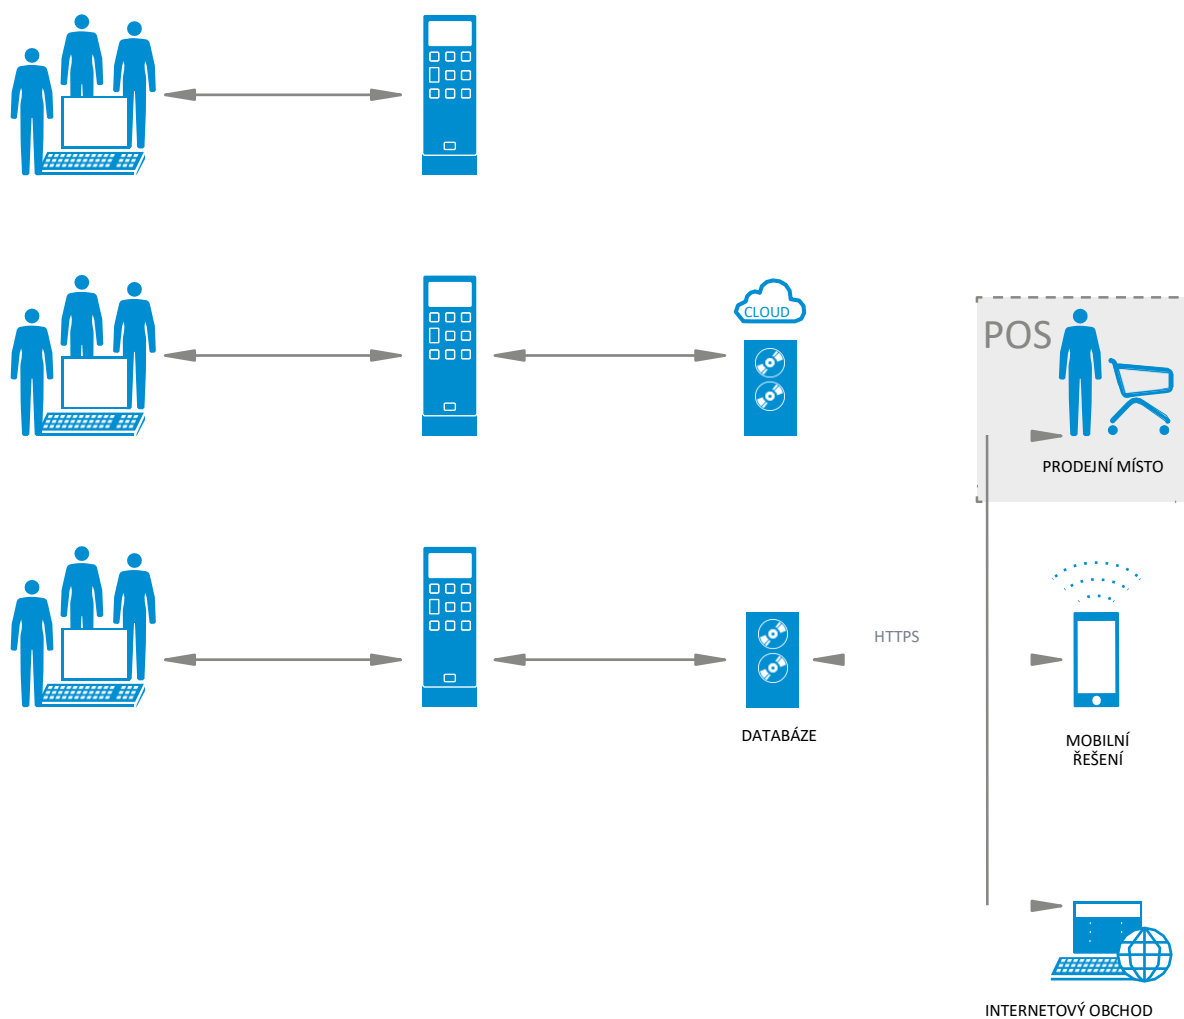 CLOUD
POS
PRODEJNÍ MÍSTO
HTTPS
DATABÁZE
MOBILNÍ
ŘEŠENÍ
INTERNETOVÝ OBCHOD